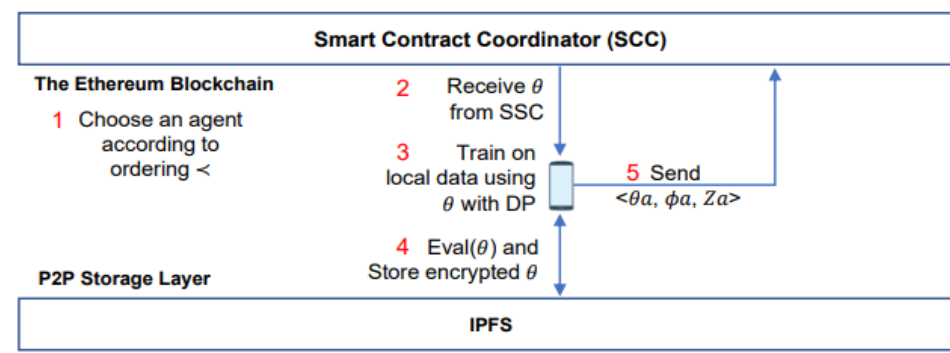 Smart Contract Coordinator (SCC)
The Ethereum Blockchain
1 Choose an agent
according to
ordering ≺
2 Receive θ
from SSC
3 Train on
local data using
θ with DP
4 Eval(θ) and
Store encrypted θ
5 Send
<θa, ϕa, Za>
P2P Storage Layer
IPFS